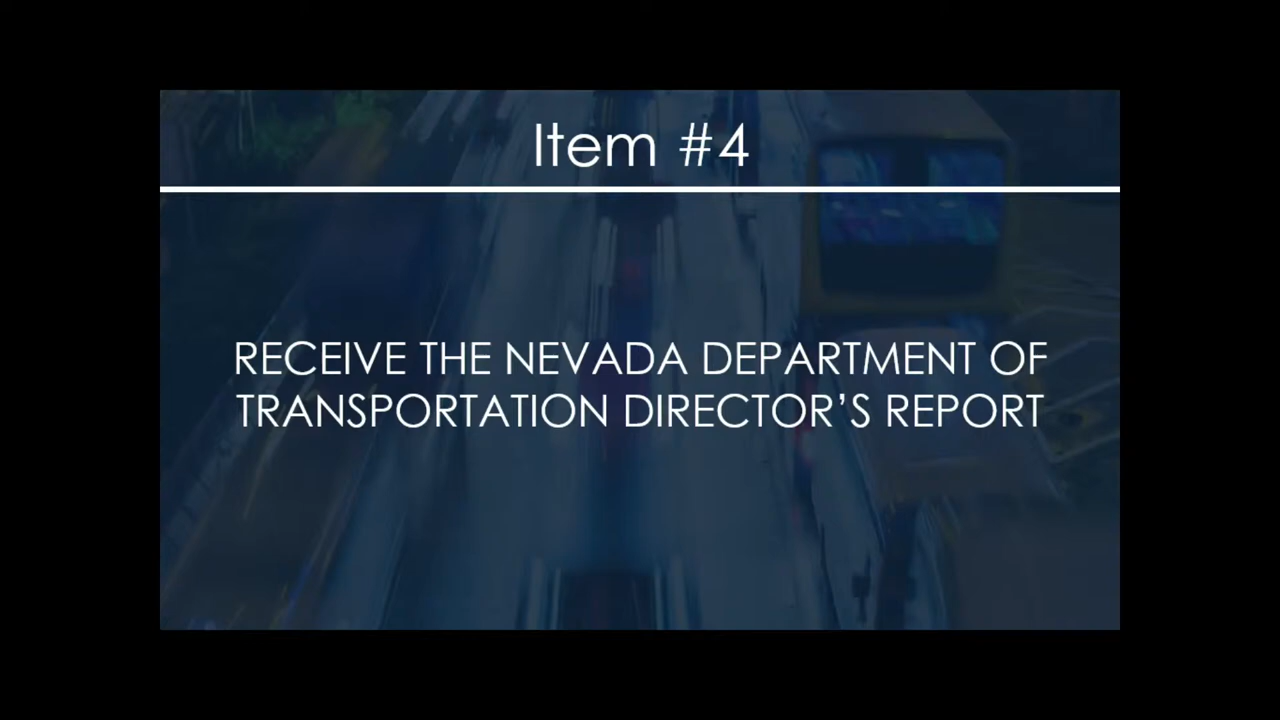 Item #4
RECEIVE THE NEVADA DEPARTMENT OF
TRANSPORTATION DIRECTOR’S REPORT